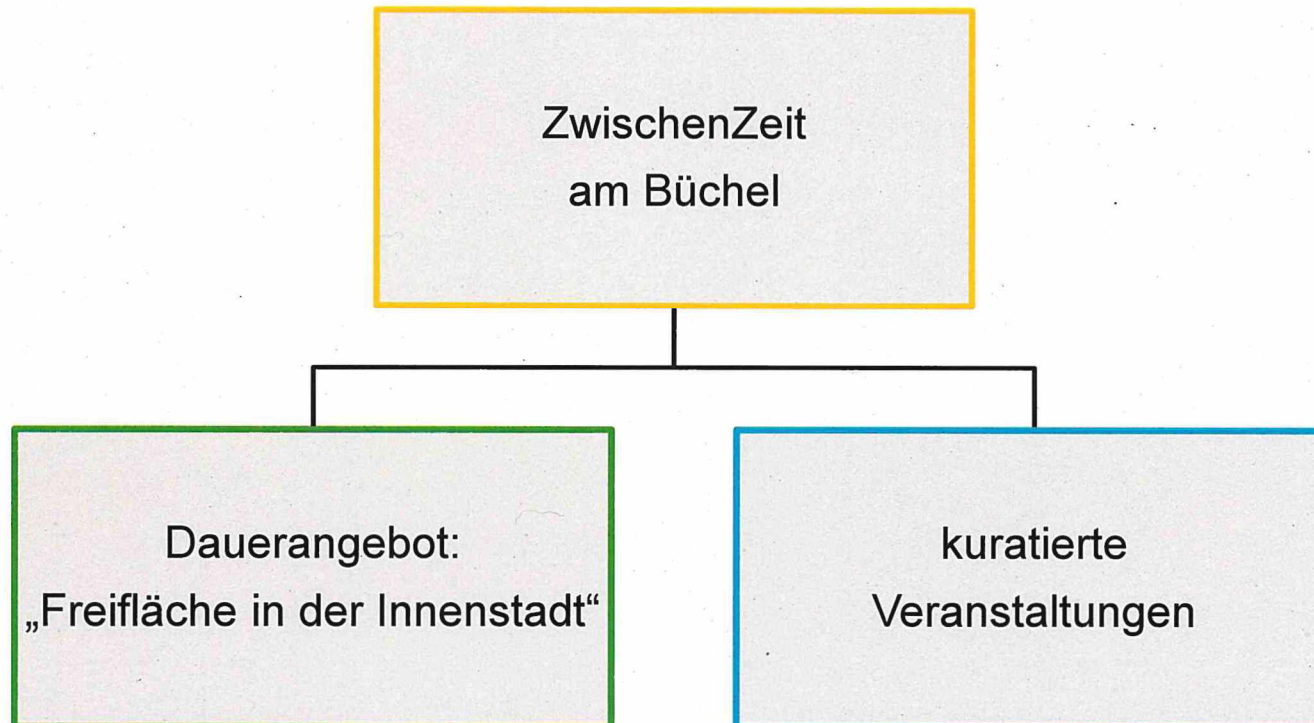 ZwischenZeit
am Büchel
Dauerangebot:
„Freifläche in der Innenstadt“
kuratierte
Veranstaltungen